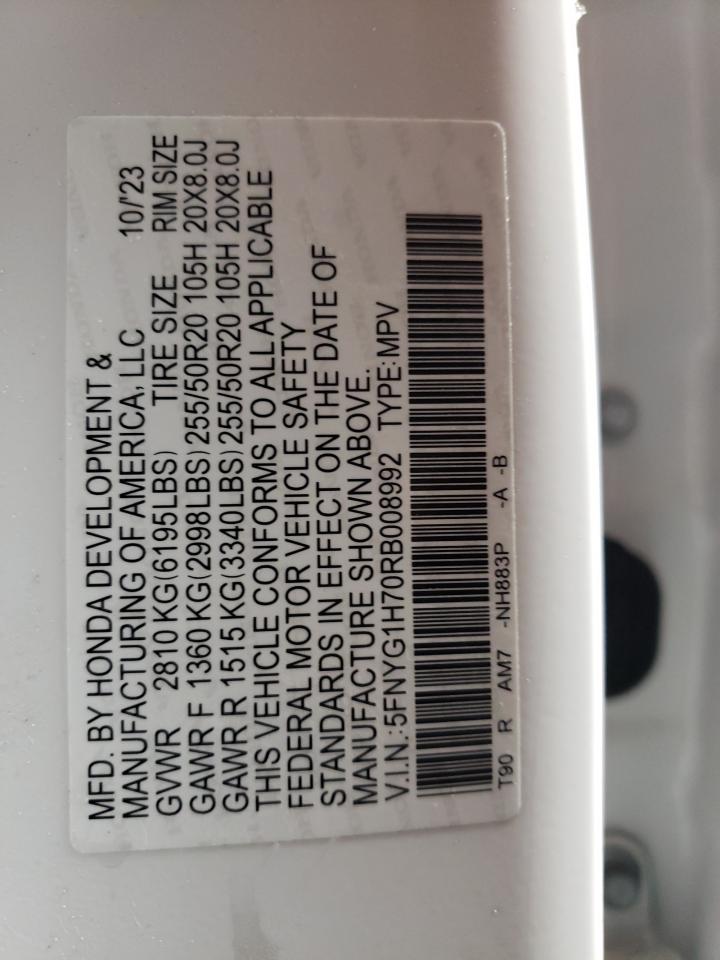 MFD. BY HONDA DEVELOPMENT &
MANUFACTURING OF AMERICA, LLC 10/'23
GVWR 2810 KG(6195LBS) TIRE SIZE RIM SIZE
GAWR F 1360 KG(2998LBS) 255/50R20 105H 20X8.0J
GAWR R 1515 KG(3340LBS) 255/50R20 105H 20X8.0J
THIS VEHICLE CONFORMS TO ALL APPLICABLE
FEDERAL MOTOR VEHICLE SAFETY
STANDARDS IN EFFECT ON THE DATE OF
MANUFACTURE SHOWN ABOVE.
V.I.N.:5FNYG1H70RB008992 TYPE:MPV
T90 R AM7 -NH883P -A -B